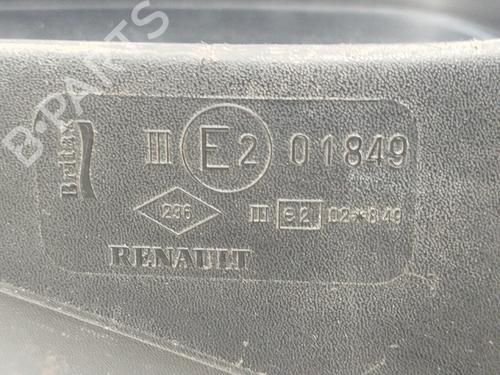 B-PARTS
Britax
III E2 01849
236 III e2 02*849
RENAULT